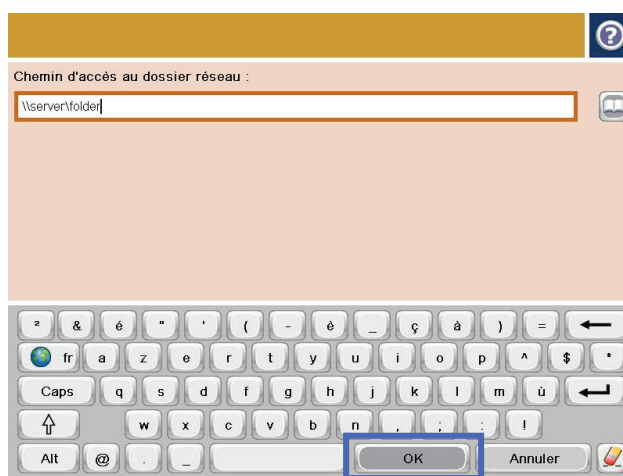 ?
Chemin d'accès au dossier réseau :
\\server\folder
² & é " ' ( - è _ ç à ) =
fr a z e r t y u i o p ^ $ *
Caps q s d f g h j k l m ù
w x c v b n , ; : !
Alt @ . _ OK Annuler